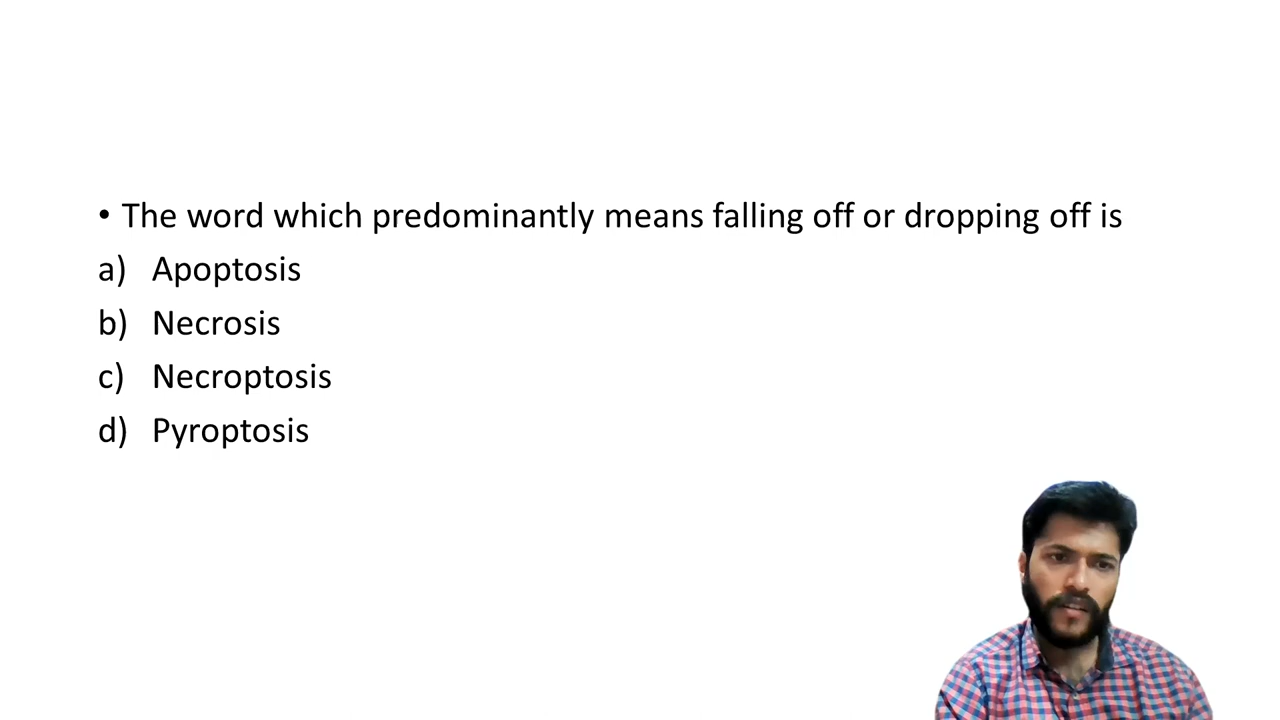 • The word which predominantly means falling off or dropping off is
a) Apoptosis
b) Necrosis
c) Necroptosis
d) Pyroptosis